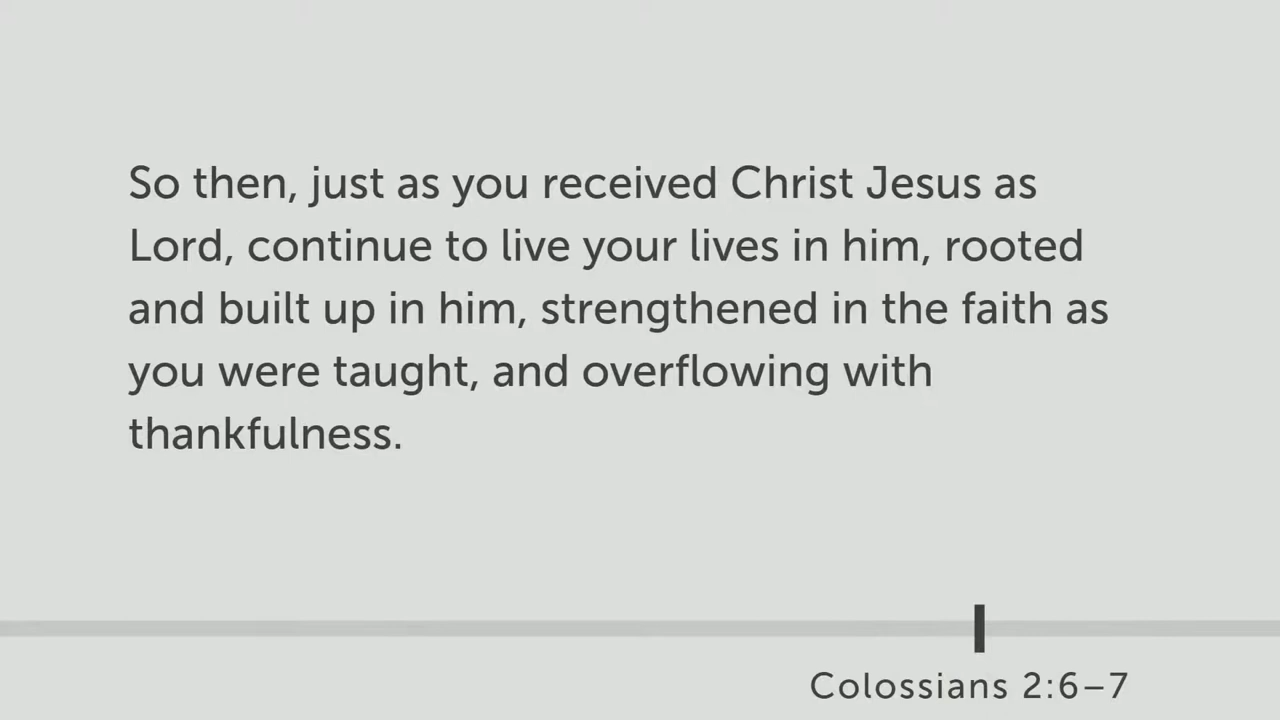 So then, just as you received Christ Jesus as
Lord, continue to live your lives in him, rooted
and built up in him, strengthened in the faith as
you were taught, and overflowing with
thankfulness.
Colossians 2:6–7